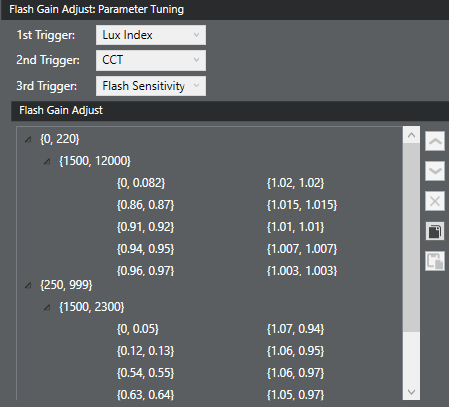 Flash Gain Adjust: Parameter Tuning
1st Trigger: Lux Index
2nd Trigger: CCT
3rd Trigger: Flash Sensitivity
Flash Gain Adjust
{0, 220}
{1500, 12000}
{0, 0.082} {1.02, 1.02}
{0.86, 0.87} {1.015, 1.015}
{0.91, 0.92} {1.01, 1.01}
{0.94, 0.95} {1.007, 1.007}
{0.96, 0.97} {1.003, 1.003}
{250, 999}
{1500, 2300}
{0, 0.05} {1.07, 0.94}
{0.12, 0.13} {1.06, 0.95}
{0.54, 0.55} {1.06, 0.97}
{0.63, 0.64} {1.05, 0.97}